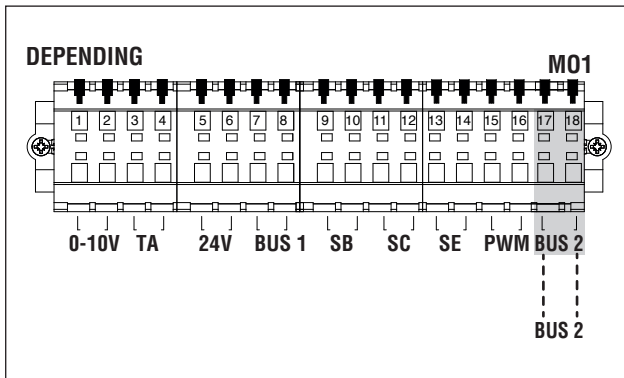 DEPENDING M01
1 2 3 4 5 6 7 8 9 10 11 12 13 14 15 16 17 18
0-10V TA 24V BUS 1 SB SC SE PWM BUS 2
BUS 2